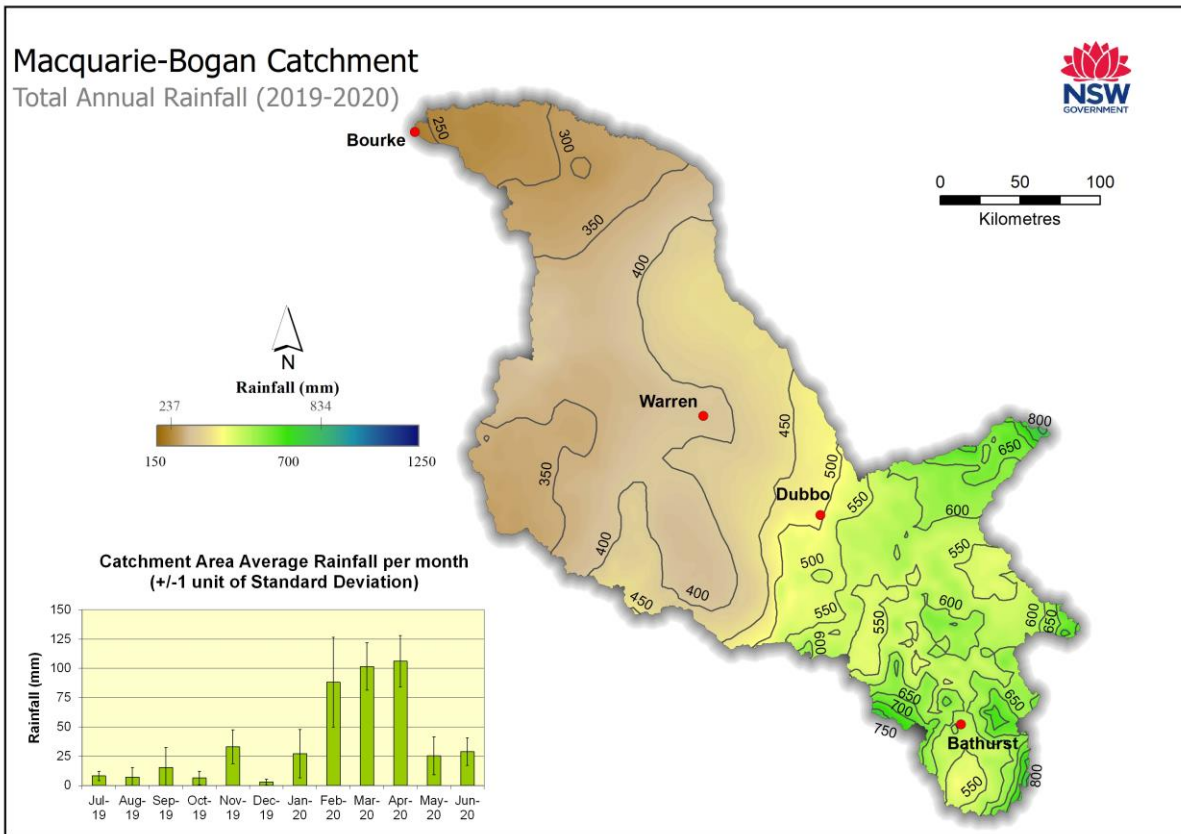 Macquarie-Bogan Catchment
Total Annual Rainfall (2019-2020)
NSW
GOVERNMENT
Bourke
250
300
350
400
0 50 100
Kilometres
N
Rainfall (mm)
237 834
150 700 1250
Warren
450
350
Dubbo
500
550
800
650
600
550
500
400
400
450
550
600
550
600
600
650
650
700
750
650
Bathurst
550
800
Catchment Area Average Rainfall per month
(+/-1 unit of Standard Deviation)
Rainfall (mm)
150
125
100
75
50
25
0
Jul-19 Aug-19 Sep-19 Oct-19 Nov-19 Dec-19 Jan-20 Feb-20 Mar-20 Apr-20 May-20 Jun-20